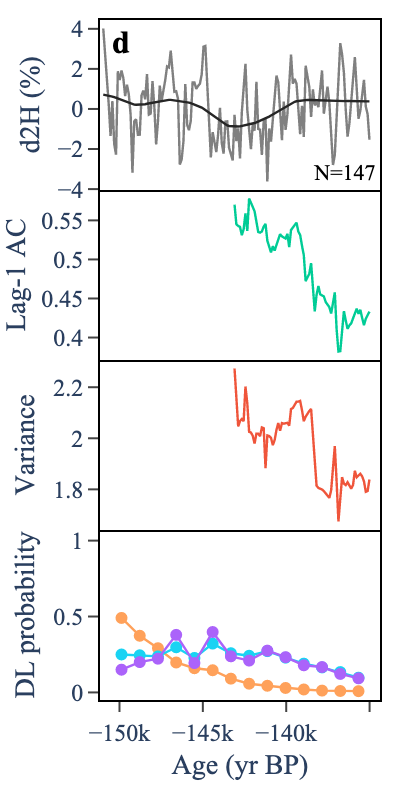 d
4
2
0
−2
−4
d2H (%)
N=147
0.55
0.5
0.45
0.4
Lag-1 AC
2.2
2
1.8
Variance
1
0.5
0
DL probability
−150k
−145k
−140k
Age (yr BP)